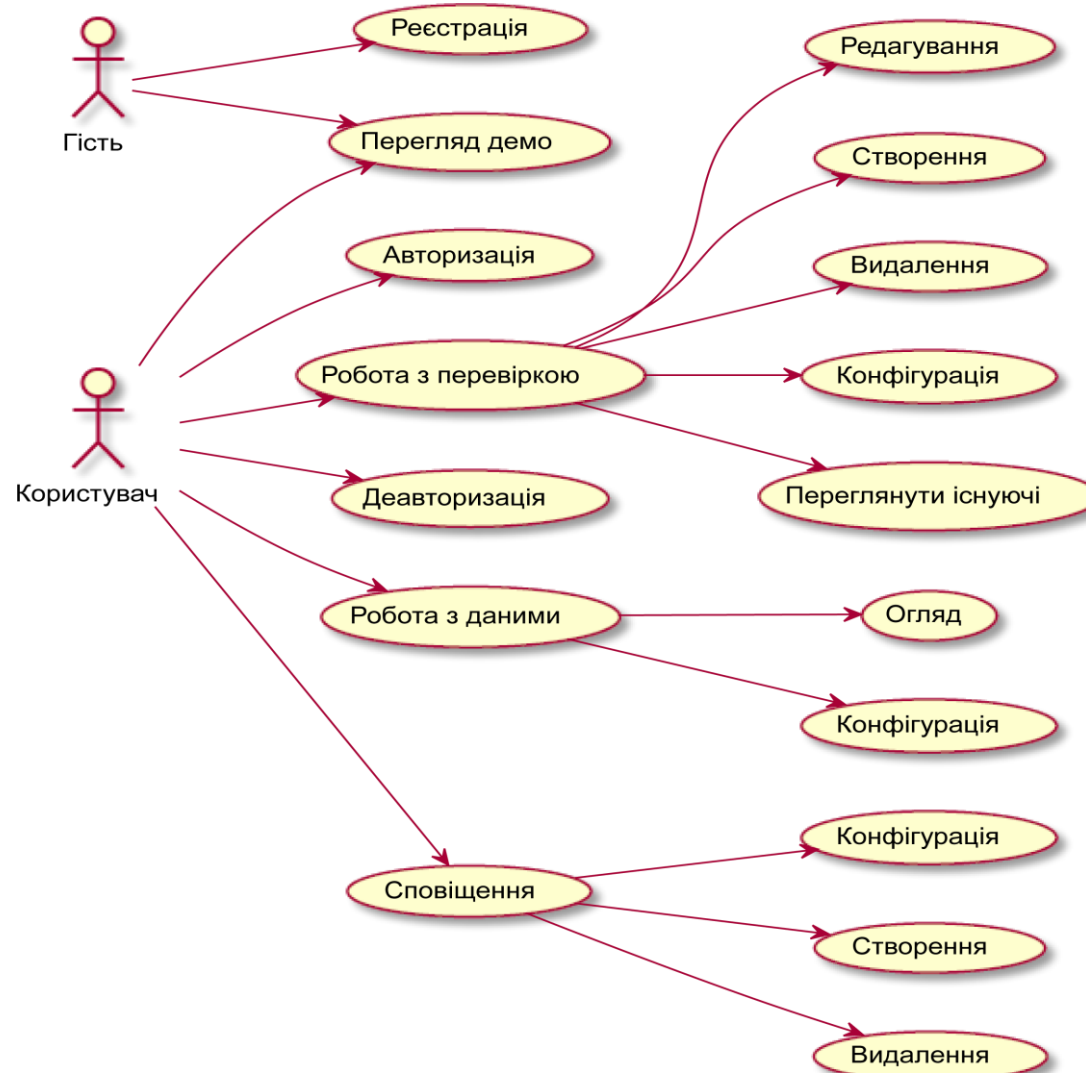 Реєстрація
Редагування
Гість
Перегляд демо
Створення
Авторизація
Видалення
Робота з перевіркою
Конфігурація
Користувач
Деавторизація
Переглянути існуючі
Робота з даними
Огляд
Конфігурація
Конфігурація
Сповіщення
Створення
Видалення